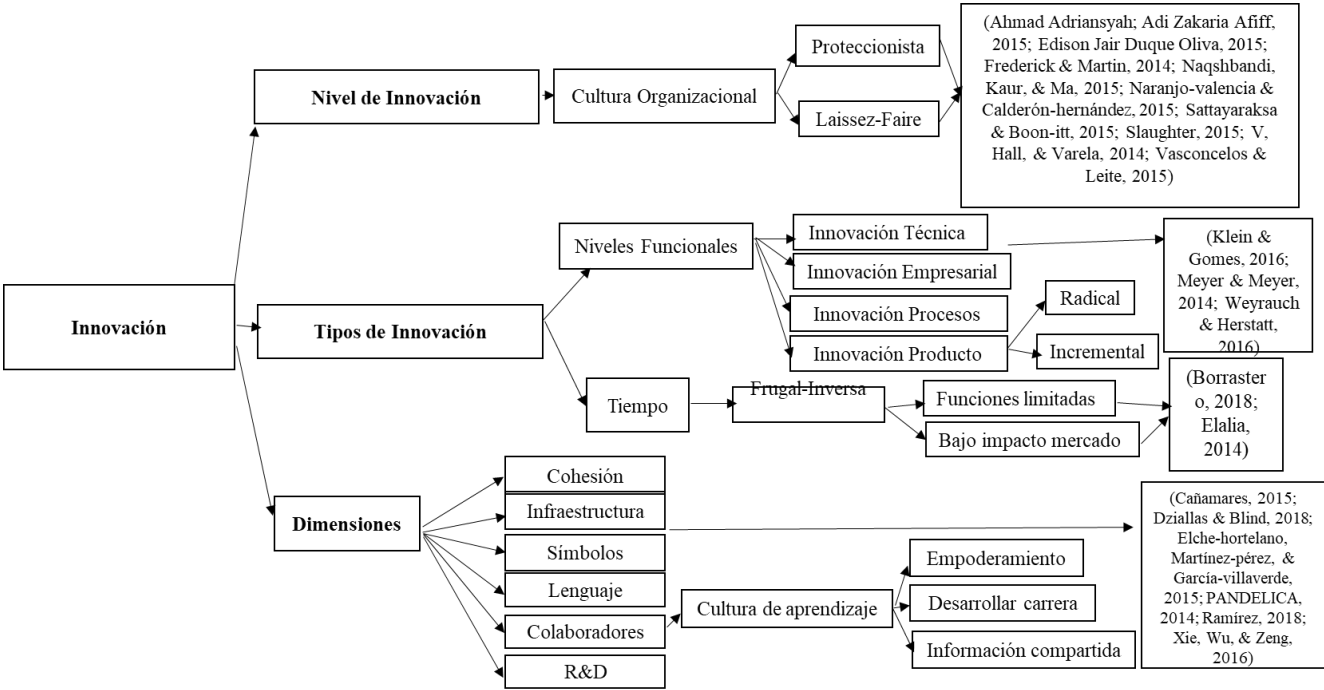 Innovación
Nivel de Innovación
Cultura Organizacional
Proteccionista
Laissez-Faire
(Ahmad Adriansyah; Adi Zakaria Afiff,
2015; Edison Jair Duque Oliva, 2015;
Frederick & Martin, 2014; Naqshbandi,
Kaur, & Ma, 2015; Naranjo-valencia &
Calderón-hernández, 2015; Sattayaraksa
& Boon-itt, 2015; Slaughter, 2015; V,
Hall, & Varela, 2014; Vasconcelos &
Leite, 2015)
Tipos de Innovación
Niveles Funcionales
Innovación Técnica
Innovación Empresarial
Innovación Procesos
Innovación Producto
Radical
Incremental
(Klein &
Gomes, 2016;
Meyer & Meyer,
2014; Weyrauch
& Herstatt,
2016)
Tiempo
Frugal-Inversa
Funciones limitadas
Bajo impacto mercado
(Borraster
o, 2018;
Elalia,
2014)
Dimensiones
Cohesión
Infraestructura
Símbolos
Lenguaje
Colaboradores
R&D
Cultura de aprendizaje
Empoderamiento
Desarrollar carrera
Información compartida
(Cañamares, 2015;
Dziallas & Blind, 2018;
Elche-hortelano,
Martínez-pérez, &
García-villaverde,
2015; PANDELICA,
2014; Ramírez, 2018;
Xie, Wu, & Zeng,
2016)